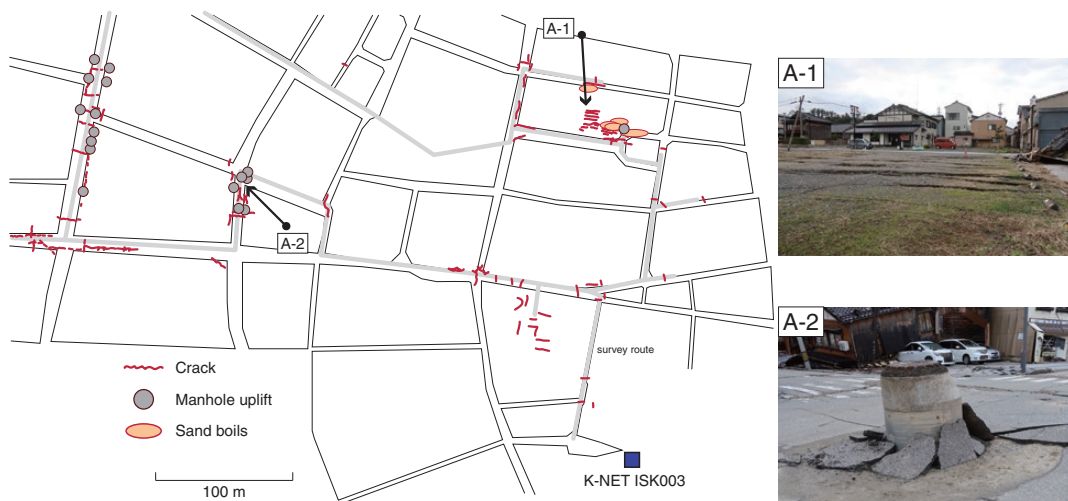 A-1
A-2
survey route
Crack
Manhole uplift
Sand boils
100 m
K-NET ISK003
A-1
A-2